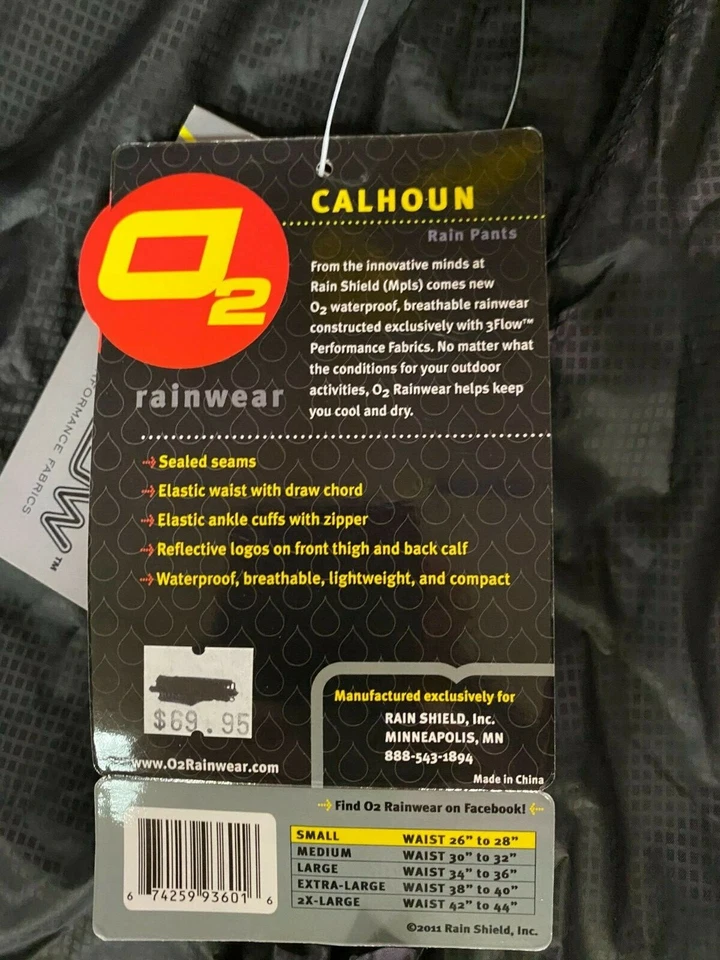 O2
rainwear
CALHOUN
Rain Pants
From the innovative minds at
Rain Shield (Mpls) comes new
O2 waterproof, breathable rainwear
constructed exclusively with 3Flow™
Performance Fabrics. No matter what
the conditions for your outdoor
activities, O2 Rainwear helps keep
you cool and dry.
Sealed seams
Elastic waist with draw chord
Elastic ankle cuffs with zipper
Reflective logos on front thigh and back calf
Waterproof, breathable, lightweight, and compact
$69.95
www.O2Rainwear.com
Manufactured exclusively for
RAIN SHIELD, Inc.
MINNEAPOLIS, MN
888-543-1894
Made in China
Find O2 Rainwear on Facebook!
SMALL WAIST 26” to 28”
MEDIUM WAIST 30” to 32”
LARGE WAIST 34” to 36”
EXTRA-LARGE WAIST 38” to 40”
2X-LARGE WAIST 42” to 44”
6 74259 93601 6
©2011 Rain Shield, Inc.
FABRICS
™